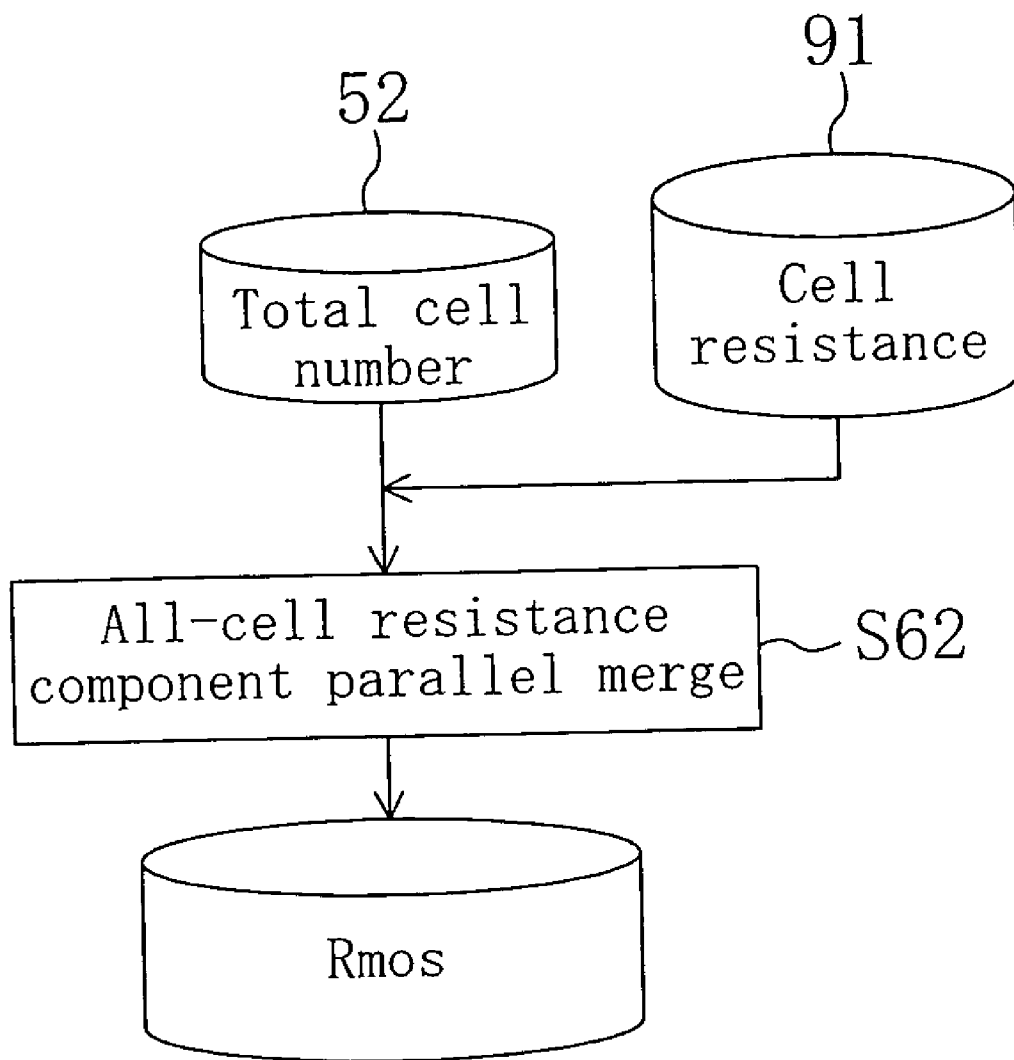 91
52
Total cell
number
Cell
resistance
All-cell resistance
component parallel merge
S62
Rmos